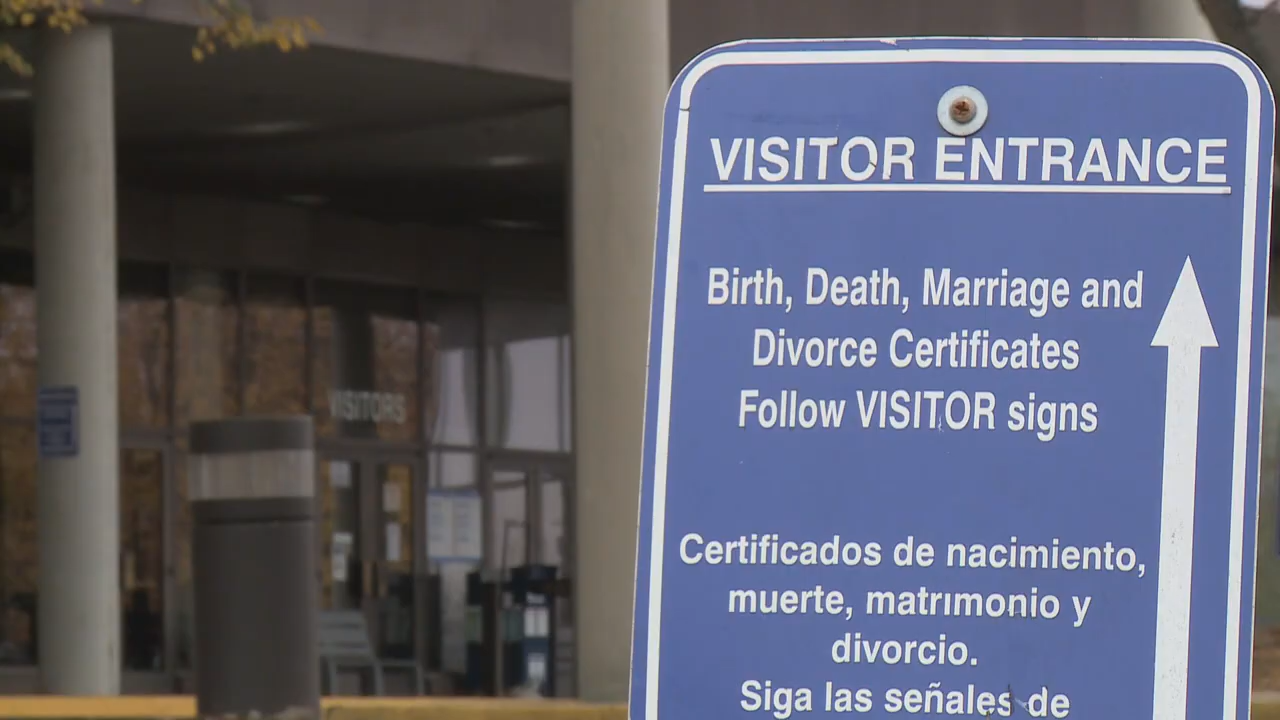 VISITOR ENTRANCE
Birth, Death, Marriage and
Divorce Certificates
Follow VISITOR signs
Certificados de nacimiento,
muerte, matrimonio y
divorcio.
Siga las señales de
VISITORS